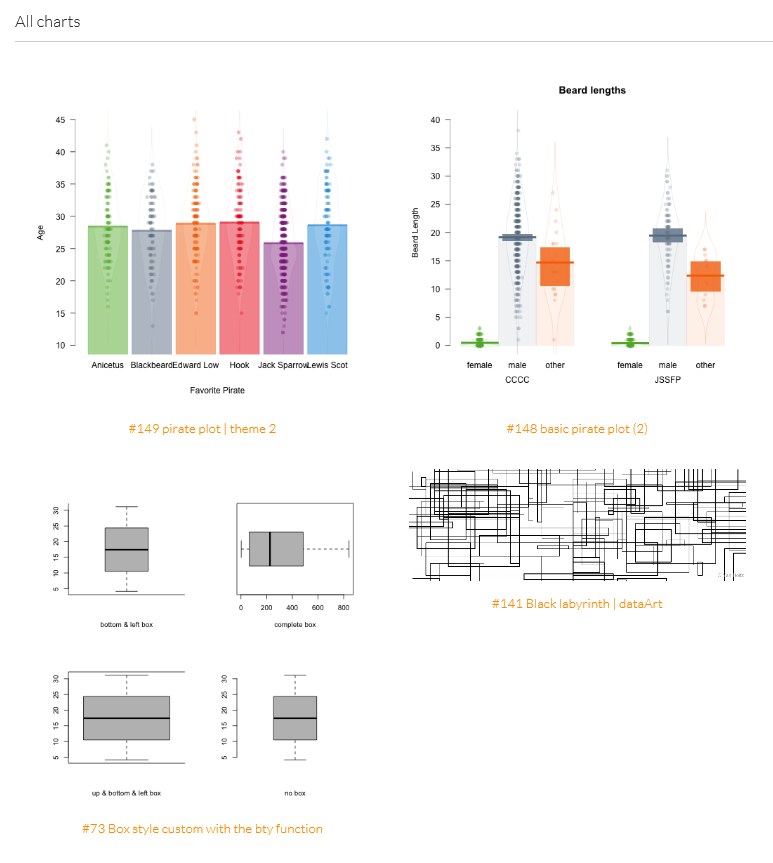 All charts
45
40
35
30
25
20
15
10
Age
Anicetus Blackbeard Edward Low Hook Jack Sparrow Lewis Scot
Favorite Pirate
#149 pirate plot | theme 2
Beard lengths
40
35
30
25
20
15
10
5
0
Beard Length
female male other female male other
CCCC JSSFP
#148 basic pirate plot (2)
30
25
20
15
10
5
bottom & left box
0 200 400 600 800
complete box
30
25
20
15
10
5
up & bottom & left box
30
25
20
15
10
5
no box
#73 Box style custom with the bty function
#141 Black labyrinth | dataArt